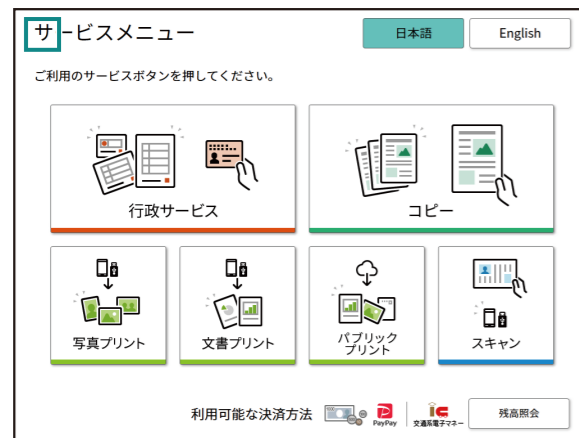 サービスメニュー
日本語
English
ご利用のサービスボタンを押してください。
行政サービス
コピー
写真プリント
文書プリント
パブリック
プリント
スキャン
利用可能な決済方法
PayPay
交通系電子マネー
残高照会